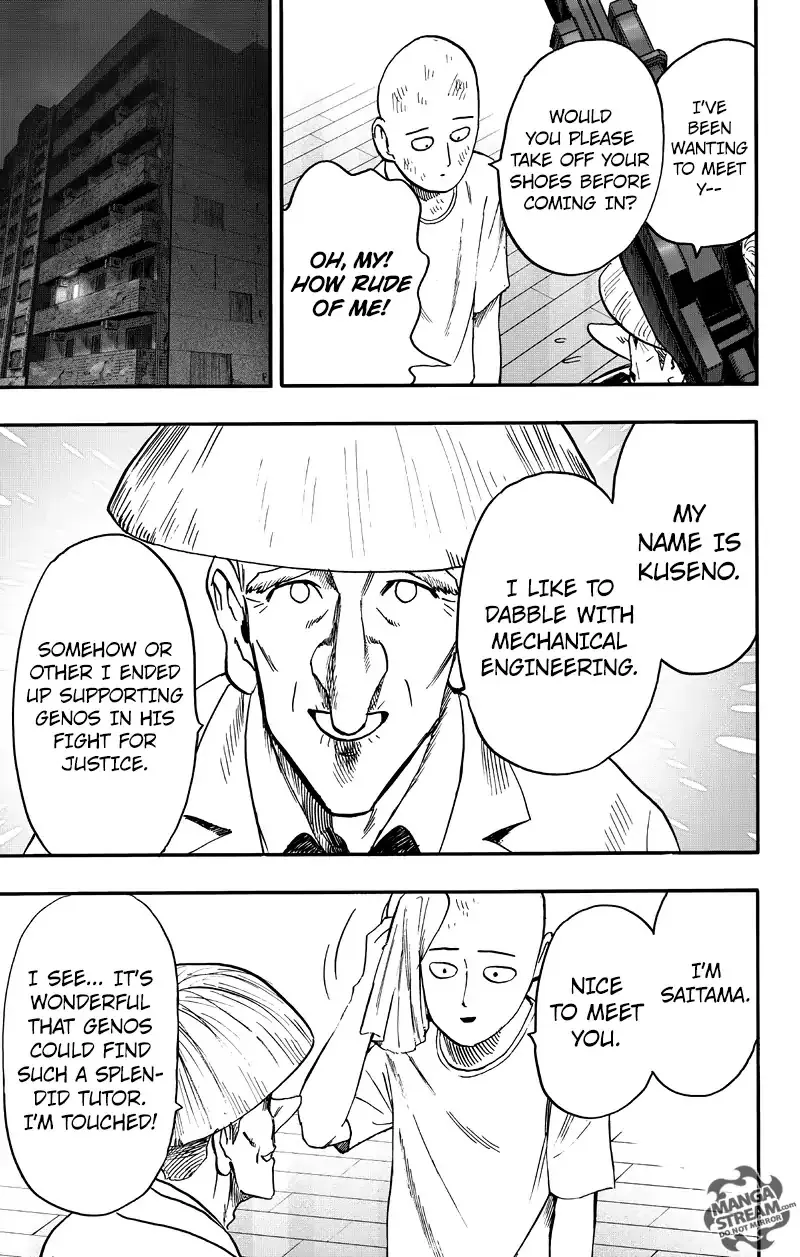 I'VE
BEEN
WANTING
TO MEET
Y--
WOULD
YOU PLEASE
TAKE OFF YOUR
SHOES BEFORE
COMING IN?
OH, MY!
HOW RUDE
OF ME!
MY
NAME IS
KUSENO.
I LIKE TO
DABBLE WITH
MECHANICAL
ENGINEERING.
SOMEHOW OR
OTHER I ENDED
UP SUPPORTING
GENOS IN HIS
FIGHT FOR
JUSTICE.
I'M
SAITAMA.
NICE
TO MEET
YOU.
I SEE... IT'S
WONDERFUL
THAT GENOS
COULD FIND
SUCH A SPLEN-
DID TUTOR.
I'M TOUCHED!
MANGA
STREAM.COM
DO NOT MIRROR